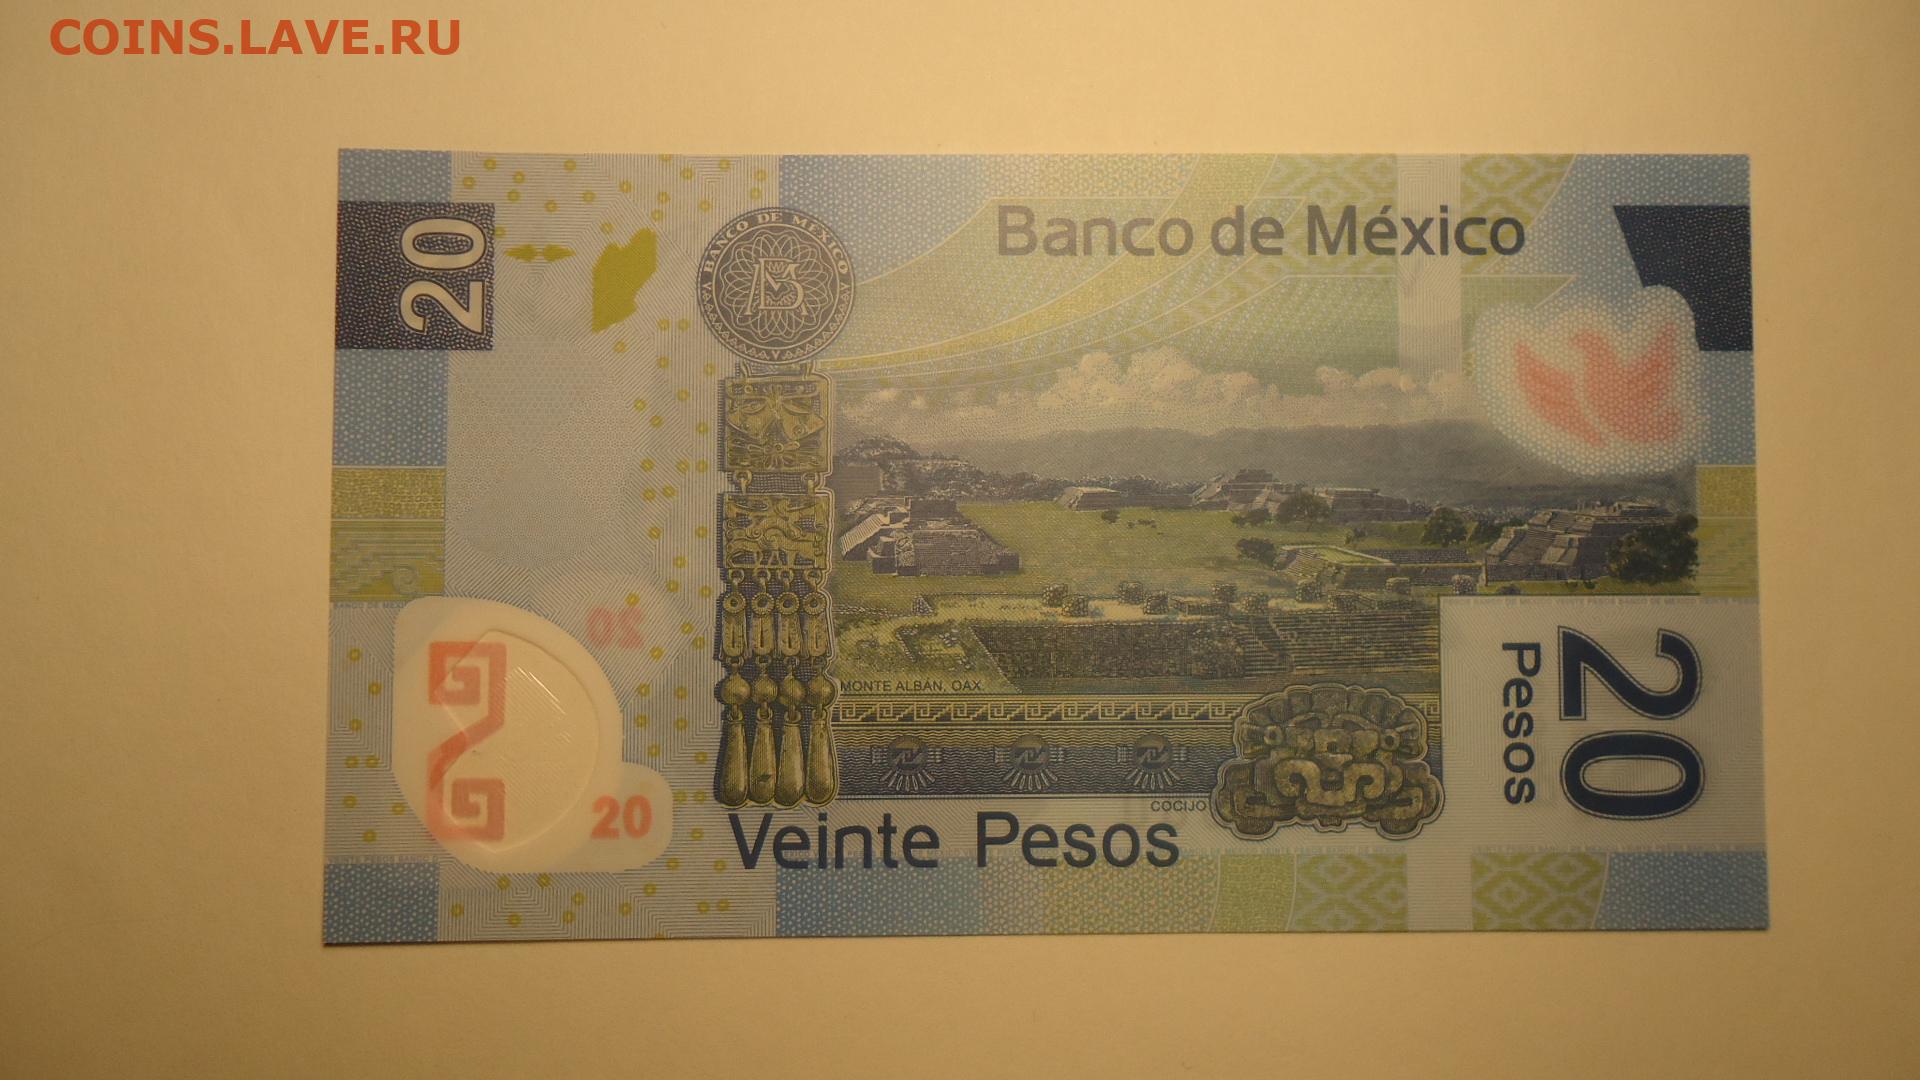 COINS.LAVE.RU
20
BANCO DE MEXICO
Banco de México
20
20
MONTE ALBÁN, OAX.
COCIJO
Veinte Pesos
20
Pesos